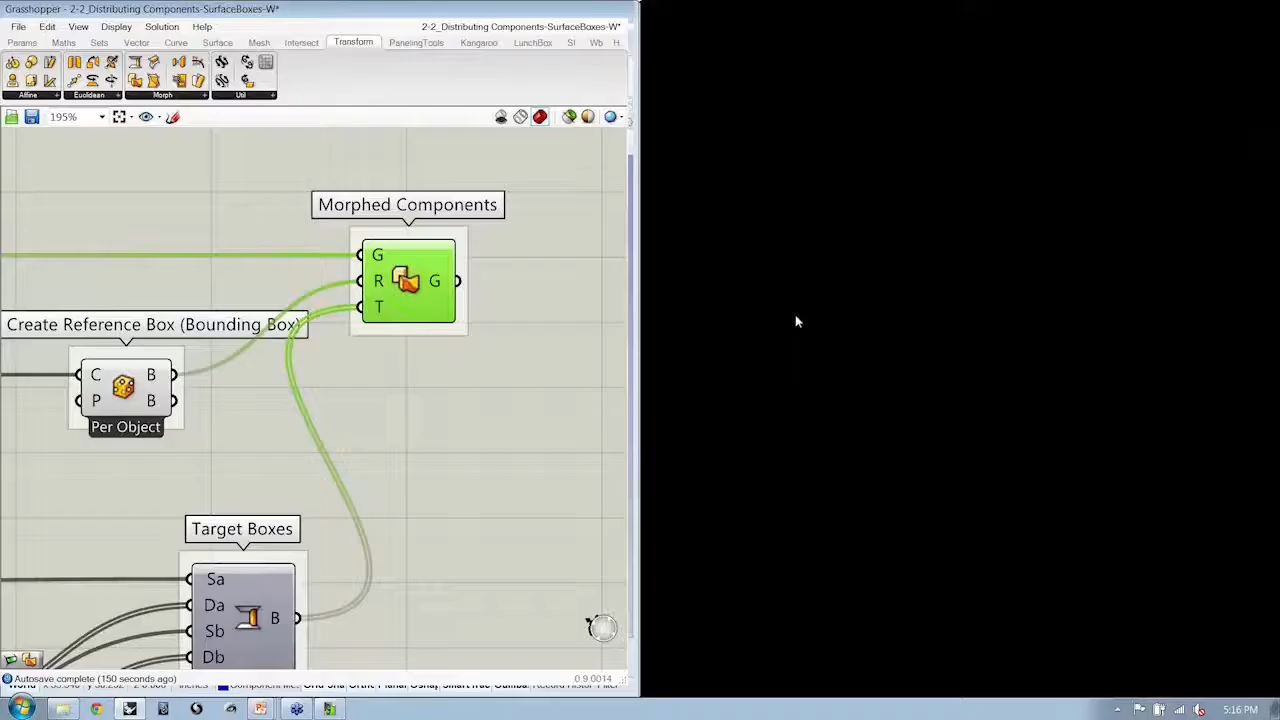 Grasshopper - 2-2_Distributing Components-SurfaceBoxes-W*
File Edit View Display Solution Help 2-2_Distributing Components-SurfaceBoxes-W*
Params Maths Sets Vector Curve Surface Mesh Intersect Transform PanelingTools Kangaroo LunchBox SI Wb H
Affine + Euclidean + Morph + Util +
195%
Morphed Components
G
R G
T
Create Reference Box (Bounding Box)
C B
P B
Per Object
Target Boxes
Sa
Da
Sb B
Db
Autosave complete (150 seconds ago) 0.9.0014
5:16 PM